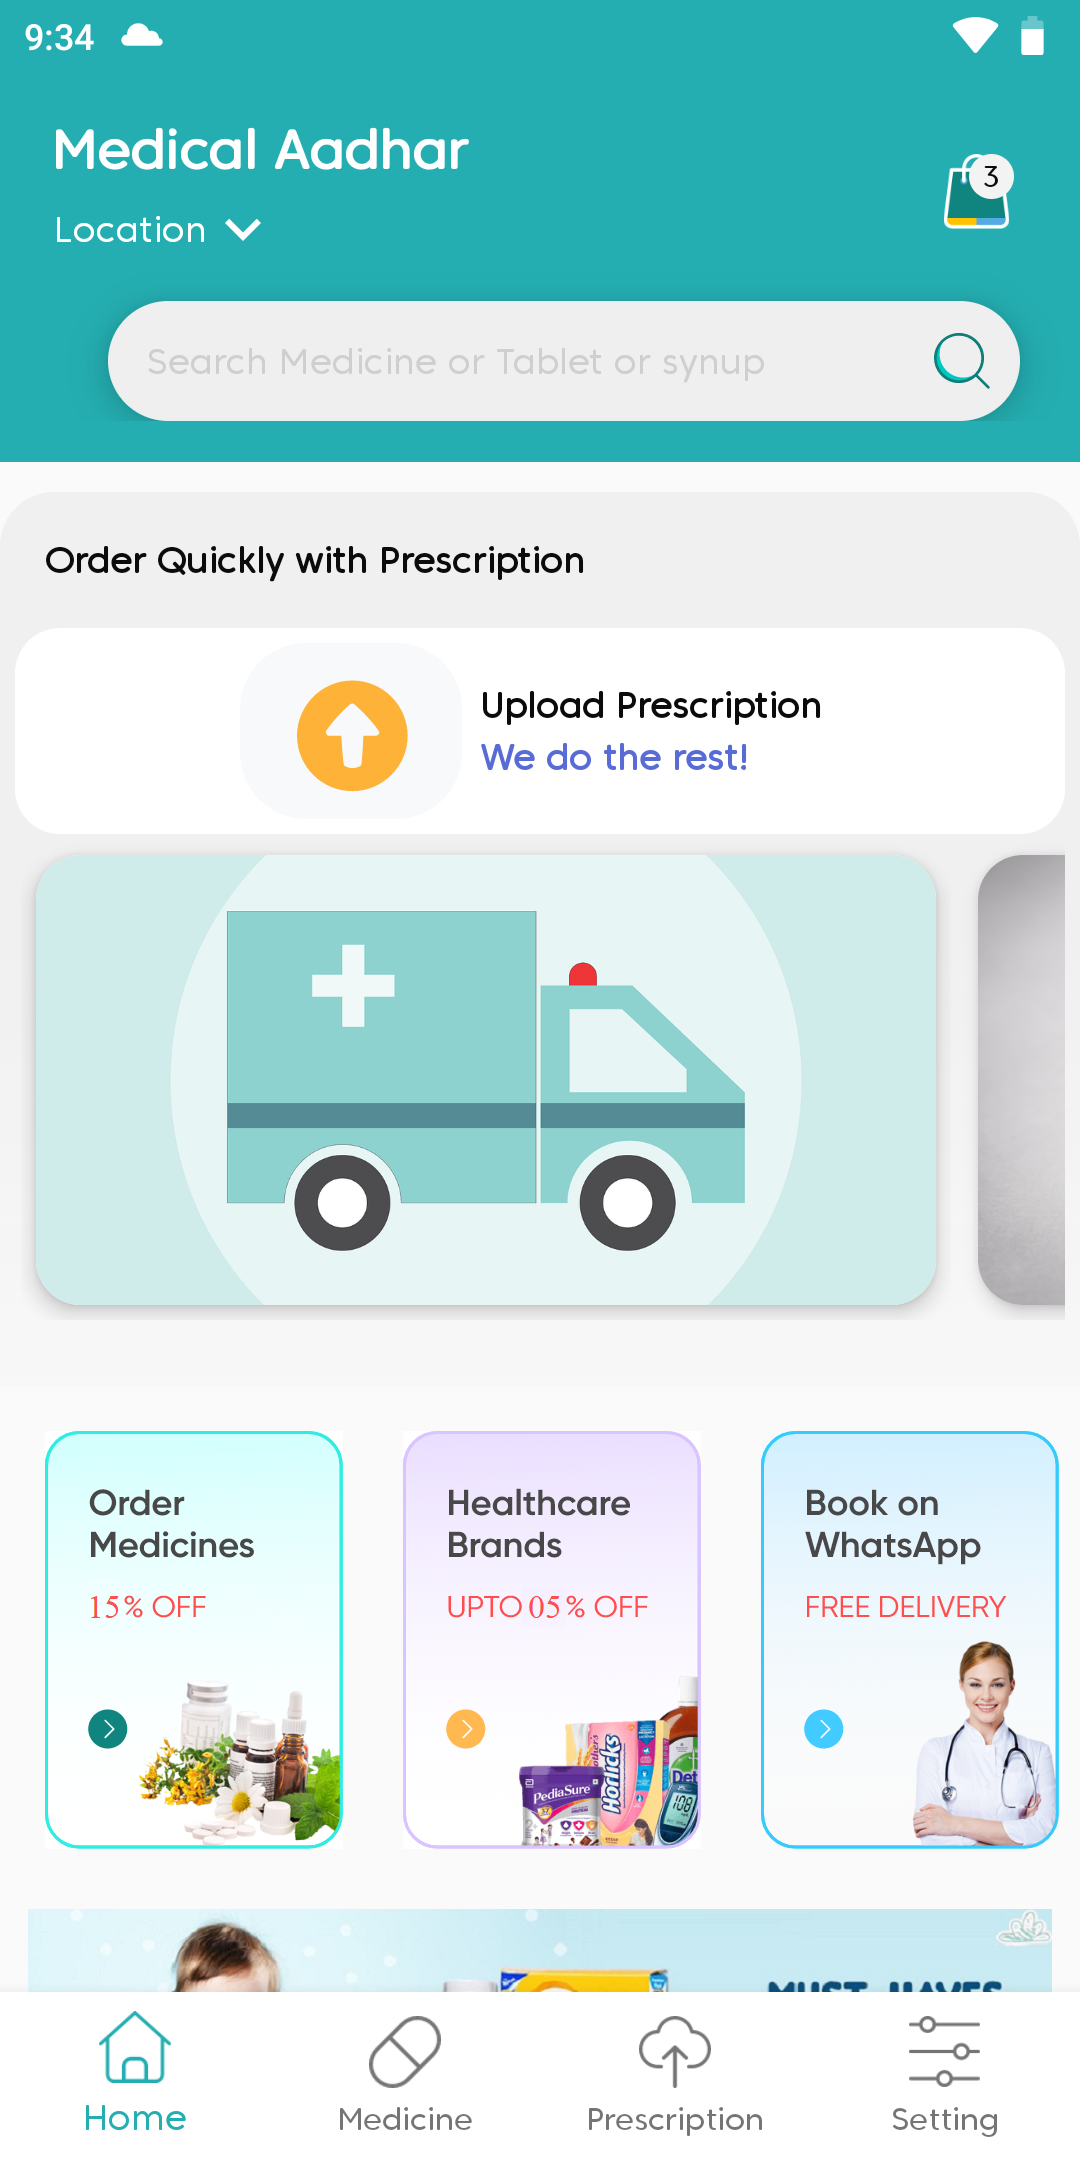 9:34
Medical Aadhar
3
Location
Search Medicine or Tablet or synup
Order Quickly with Prescription
Upload Prescription
We do the rest!
Order
Medicines
15% OFF
Healthcare
Brands
UPTO 05% OFF
Book on
WhatsApp
FREE DELIVERY
PediaSure
Horlicks
Det
108
MUST HAVES
Home
Medicine
Prescription
Setting